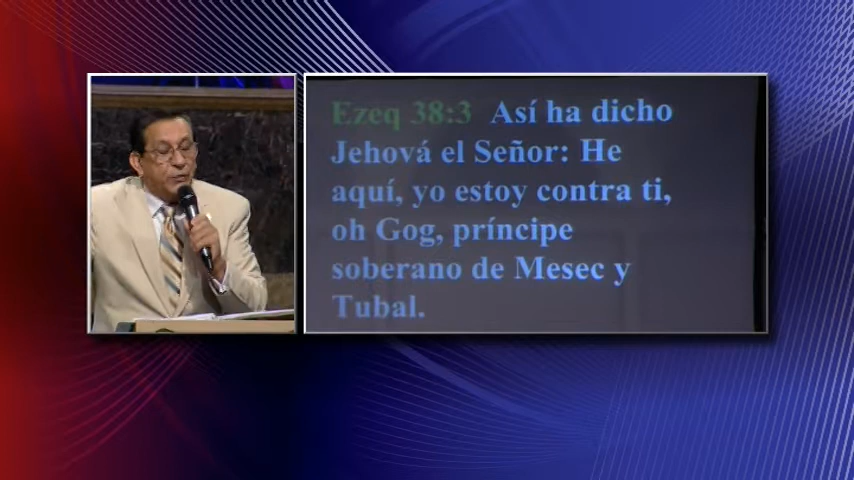 Ezeq 38:3 Así ha dicho
Jehová el Señor: He
aquí, yo estoy contra ti,
oh Gog, príncipe
soberano de Mesec y
Tubal.